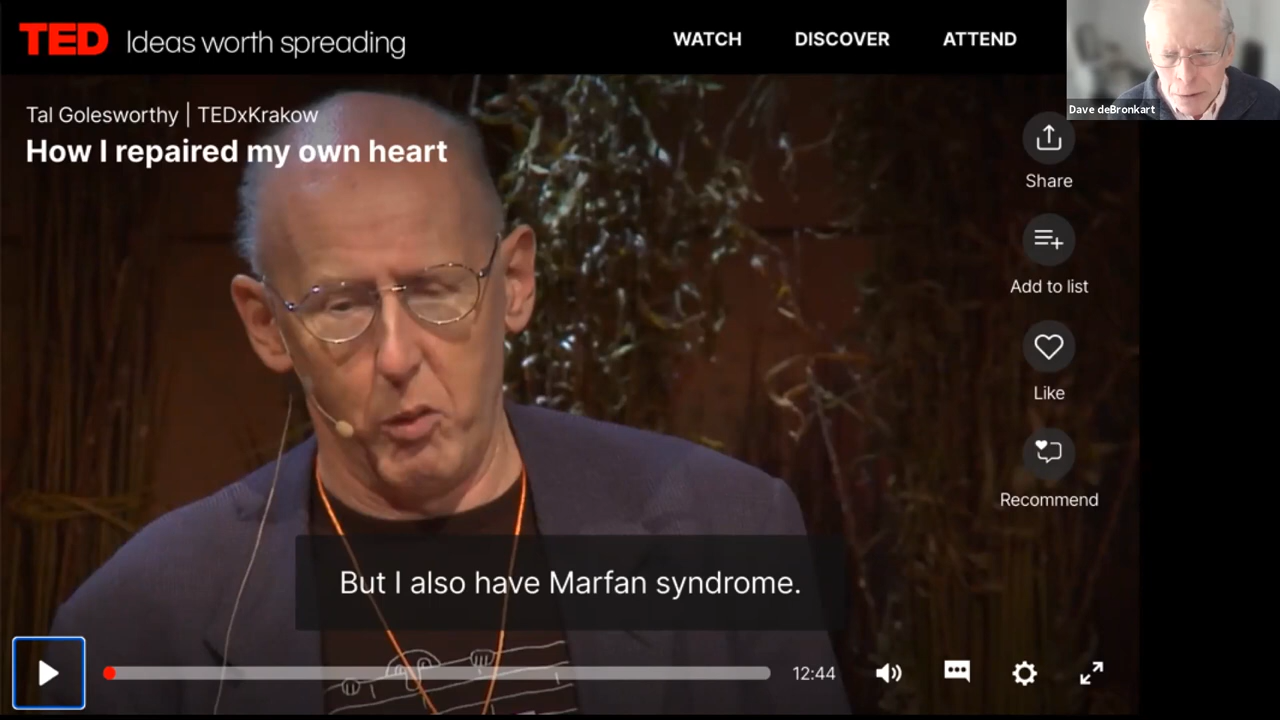 TED Ideas worth spreading
WATCH
DISCOVER
ATTEND
Dave deBronkart
Tal Golesworthy | TEDxKrakow
How I repaired my own heart
Share
Add to list
Like
Recommend
But I also have Marfan syndrome.
12:44